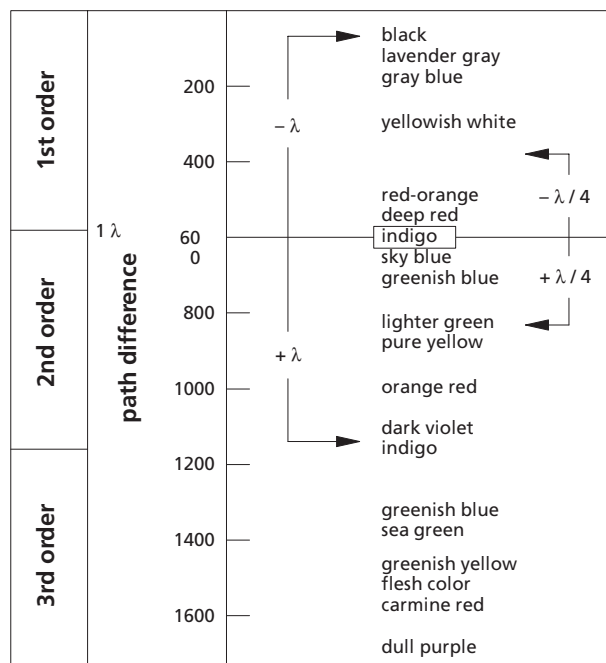 1st order
2nd order
3rd order
1 λ
path difference
200
400
60
0
800
1000
1200
1400
1600
– λ
+ λ
black
lavender gray
gray blue
yellowish white
red-orange
deep red
indigo
sky blue
greenish blue
lighter green
pure yellow
orange red
dark violet
indigo
greenish blue
sea green
greenish yellow
flesh color
carmine red
dull purple
– λ / 4
+ λ / 4